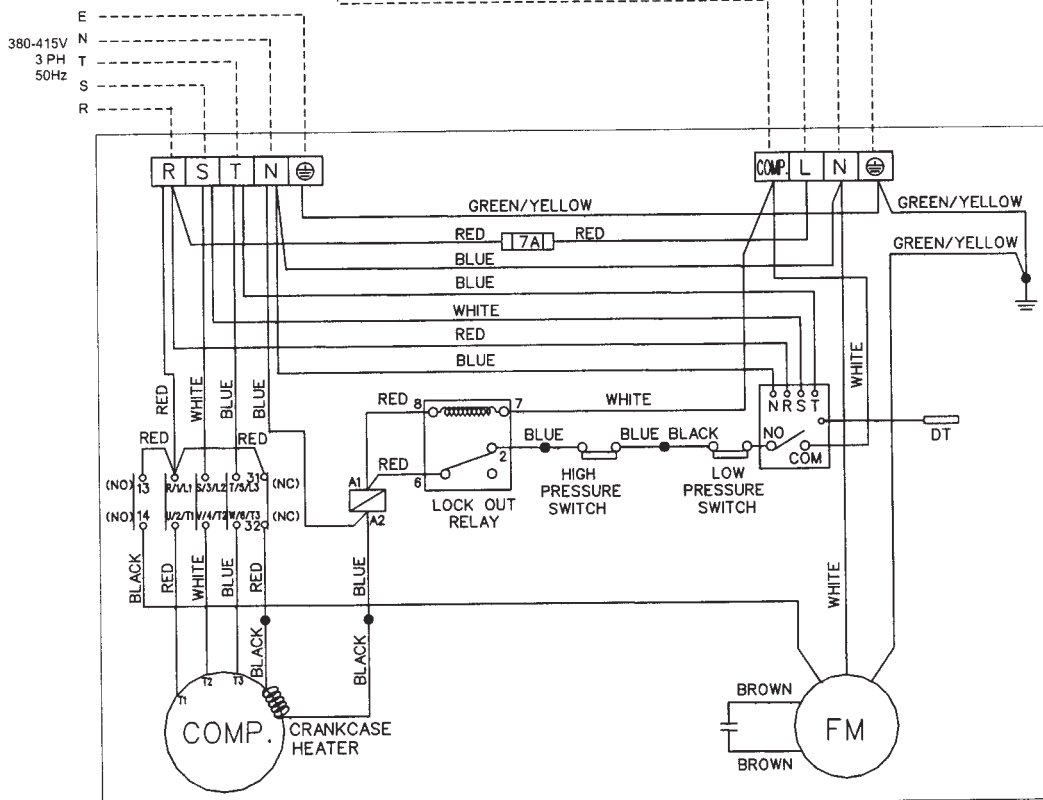 E
380-415V N
3 PH T
50Hz
S
R
R S T N
COMP. L N
GREEN/YELLOW
GREEN/YELLOW
RED 7A RED
GREEN/YELLOW
BLUE
BLUE
WHITE
RED
BLUE
WHITE
RED WHITE BLUE BLUE
N R S T
RED 8 7 WHITE
DT
RED RED
NO
COM
BLUE BLUE BLACK
2
RED
6
(NO) 13 R/1/L1 S/3/L2 T/5/L3 31 (NC)
A1
HIGH
PRESSURE
SWITCH
LOW
PRESSURE
SWITCH
LOCK OUT
RELAY
(NO) 14 U/2/T1 V/4/T2 W/6/T3 32 (NC)
A2
BLACK RED WHITE BLUE RED BLUE
WHITE
BLACK
T1 T2 T3
COMP.
CRANKCASE
HEATER
BROWN
FM
BROWN